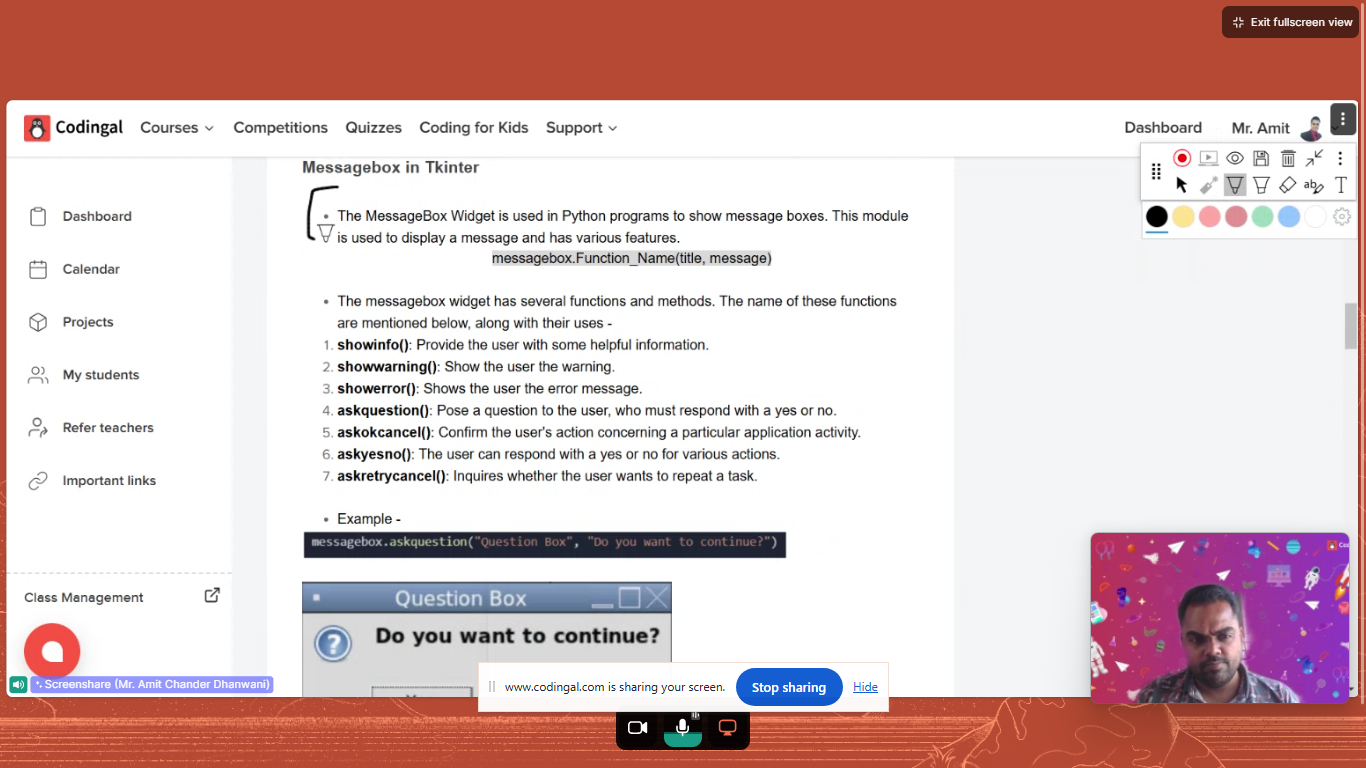 Exit fullscreen view
Codingal
Courses
Competitions
Quizzes
Coding for Kids
Support
Dashboard
Mr. Amit
Dashboard
Calendar
Projects
My students
Refer teachers
Important links
Class Management
Messagebox in Tkinter
• The MessageBox Widget is used in Python programs to show message boxes. This module
is used to display a message and has various features.
messagebox.Function_Name(title, message)
• The messagebox widget has several functions and methods. The name of these functions
are mentioned below, along with their uses -
1. showinfo(): Provide the user with some helpful information.
2. showwarning(): Show the user the warning.
3. showerror(): Shows the user the error message.
4. askquestion(): Pose a question to the user, who must respond with a yes or no.
5. askokcancel(): Confirm the user's action concerning a particular application activity.
6. askyesno(): The user can respond with a yes or no for various actions.
7. askretrycancel(): Inquires whether the user wants to repeat a task.
• Example -
messagebox.askquestion("Question Box", "Do you want to continue?")
Question Box
Do you want to continue?
Screenshare (Mr. Amit Chander Dhanwani)
www.codingal.com is sharing your screen.
Stop sharing
Hide